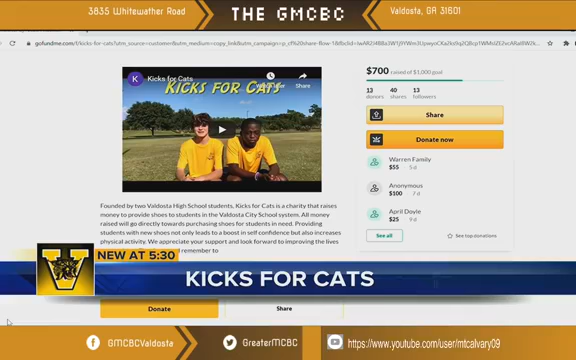 3835 Whitewather Road
THE GMCBC
Valdosta, GA 31601
K
Kicks for Cats
KICKS FOR CATS
Share
$700 raised of $1,000 goal
13 donors
40 shares
13 followers
Share
Donate now
Warren Family
$55 5 d
Anonymous
$100 7 d
April Doyle
$25 9 d
See all
See top donations
Founded by two Valdosta High School students, Kicks for Cats is a charity that raises
money to provide shoes to students in the Valdosta City School system. All money
raised will go directly towards purchasing shoes for students in need. Providing
students with new shoes not only leads to a boost in self-confidence but also increases
physical activity. We appreciate your support and look forward to improving the lives
remember to
V
NEW AT 5:30
KICKS FOR CATS
Donate
Share
GMCBCValdosta
GreaterMCBC
https://www.youtube.com/user/mtcalvary09